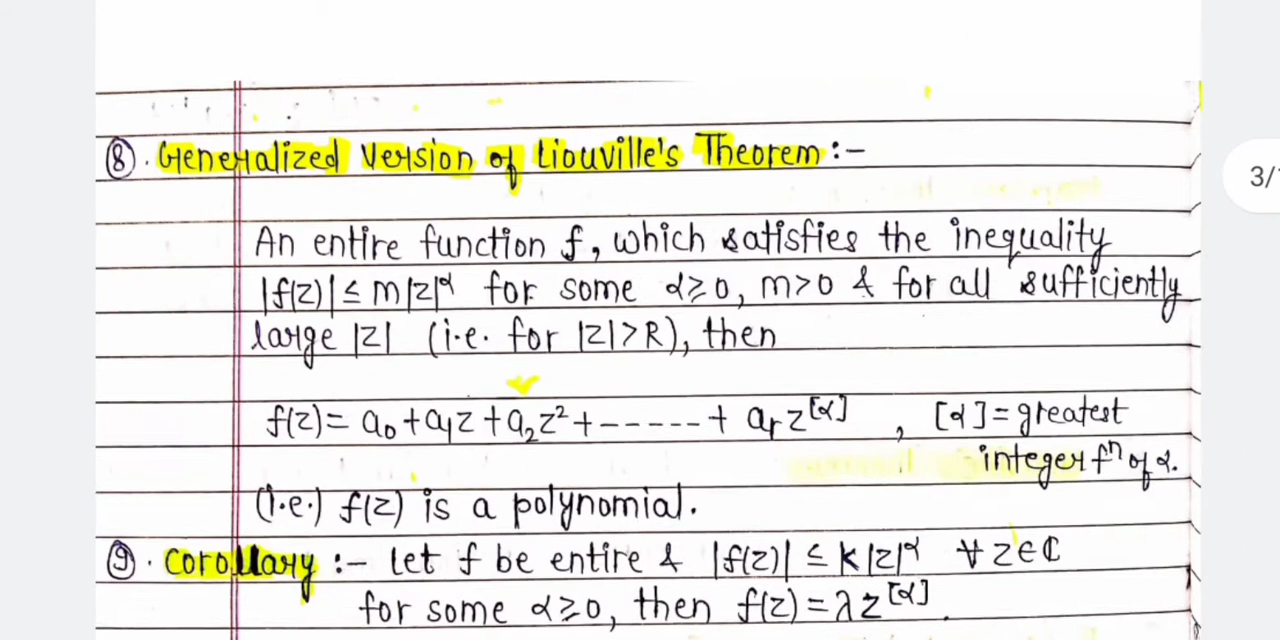 ⑧. Generalized Version of Liouville's Theorem :-
An entire function f, which satisfies the inequality
|f(z)| ≤ m|z|^α for some α≥0, m>0 & for all sufficiently
large |z| (i.e. for |z|>R), then
f(z) = a₀+a₁z+a₂z²+------+ aᵣz^[α] , [α]=greatest
integer fⁿ of α.
(i.e.) f(z) is a polynomial.
⑨. Corollary :- let f be entire & |f(z)| ≤ k|z|^α ∀ z∈ℂ
for some α≥0, then f(z) = λz^[α].
3/